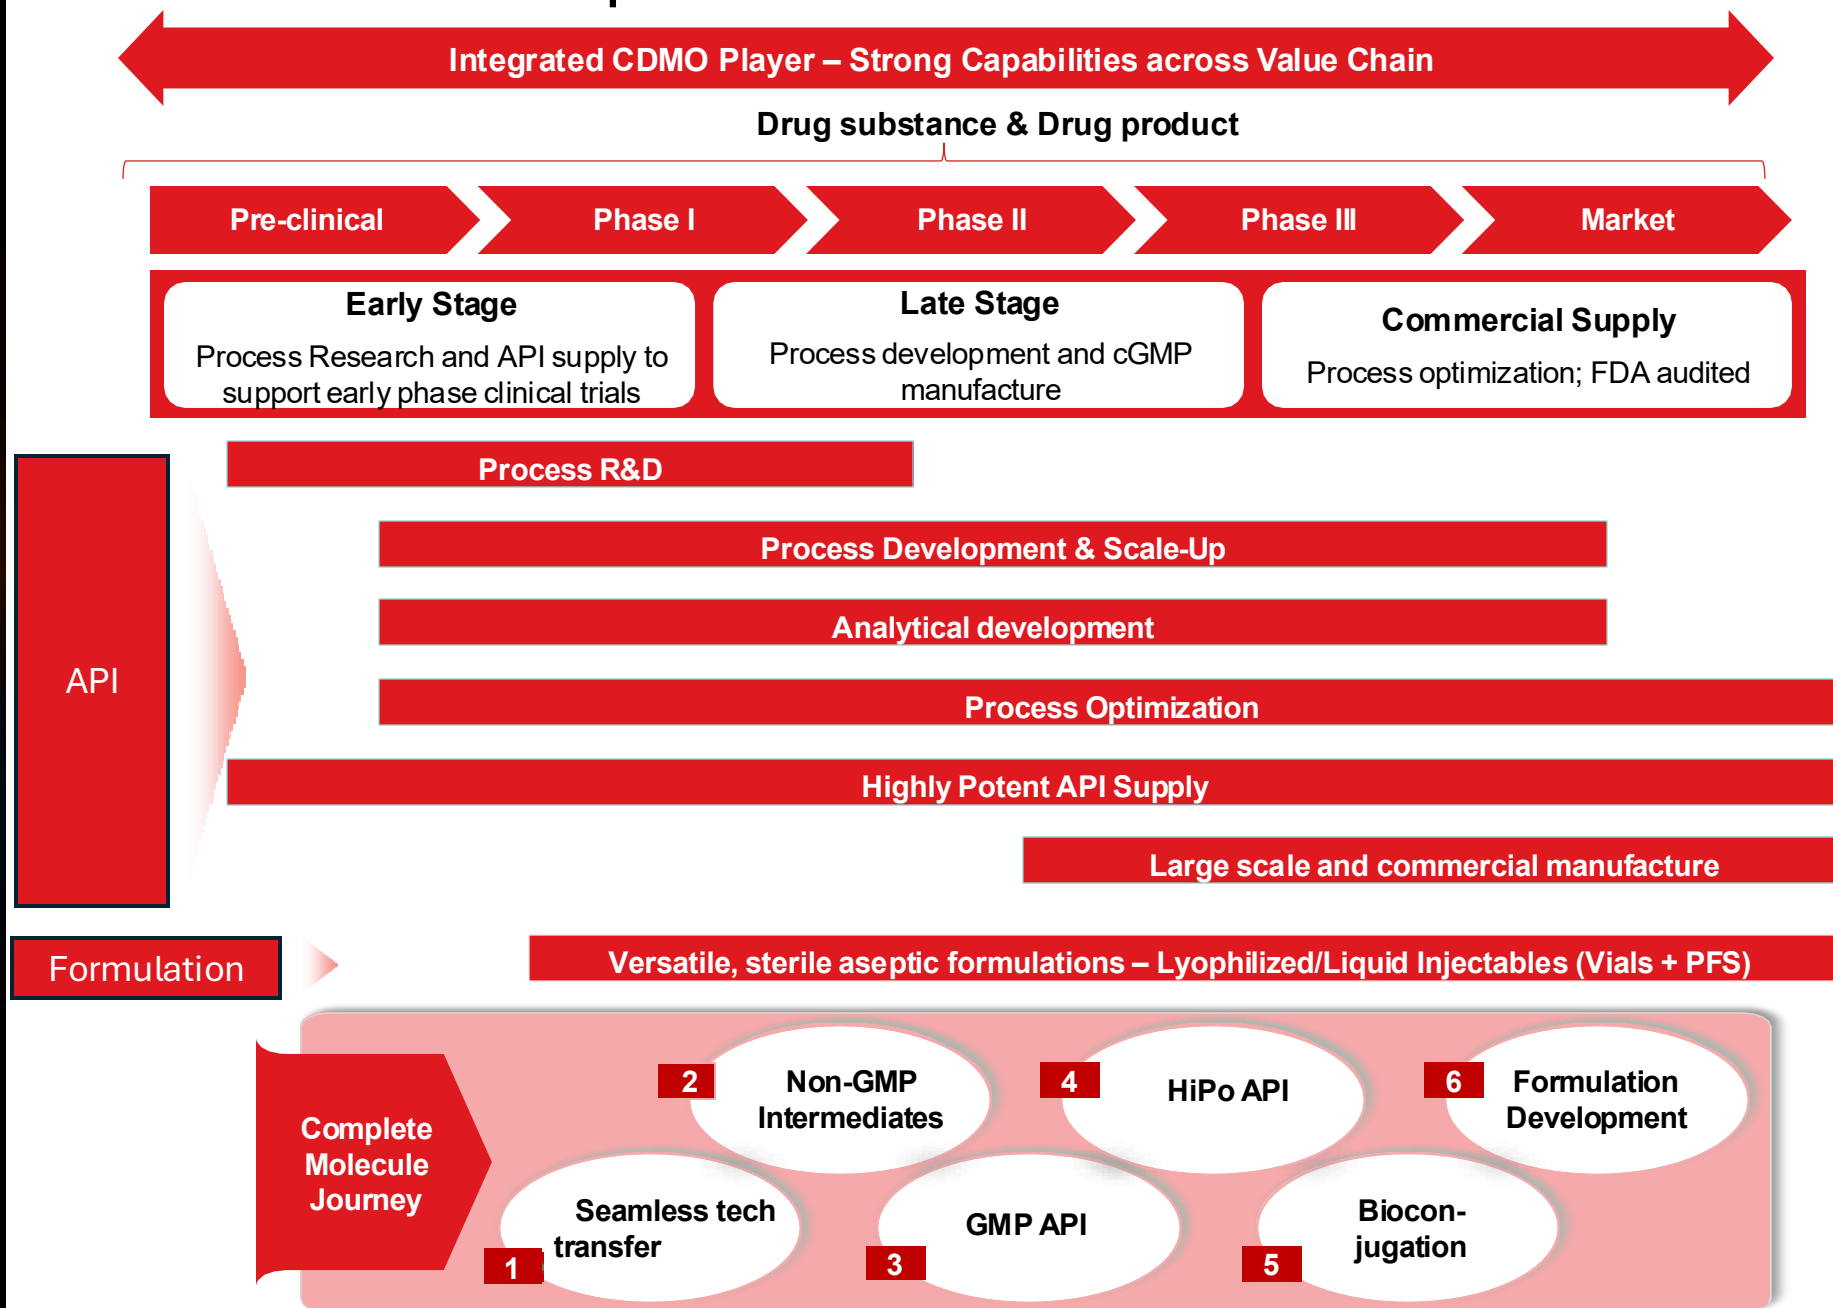 Integrated CDMO Player – Strong Capabilities across Value Chain
Drug substance & Drug product
Pre-clinical
Phase I
Phase II
Phase III
Market
Early Stage
Process Research and API supply to
support early phase clinical trials
Late Stage
Process development and cGMP
manufacture
Commercial Supply
Process optimization; FDA audited
API
Process R&D
Process Development & Scale-Up
Analytical development
Process Optimization
Highly Potent API Supply
Large scale and commercial manufacture
Formulation
Versatile, sterile aseptic formulations – Lyophilized/Liquid Injectables (Vials + PFS)
Complete
Molecule
Journey
1
Seamless tech
transfer
2
Non-GMP
Intermediates
3
GMP API
4
HiPo API
5
Biocon-
jugation
6
Formulation
Development